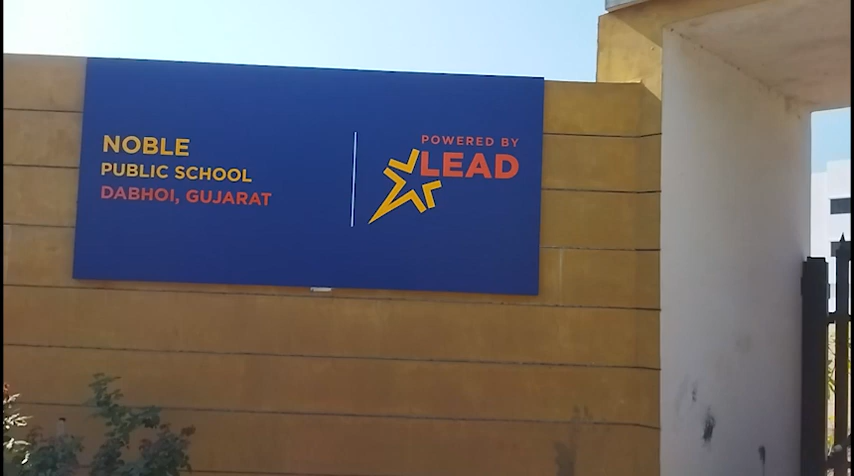 NOBLE
PUBLIC SCHOOL
DABHOI, GUJARAT
POWERED BY
LEAD